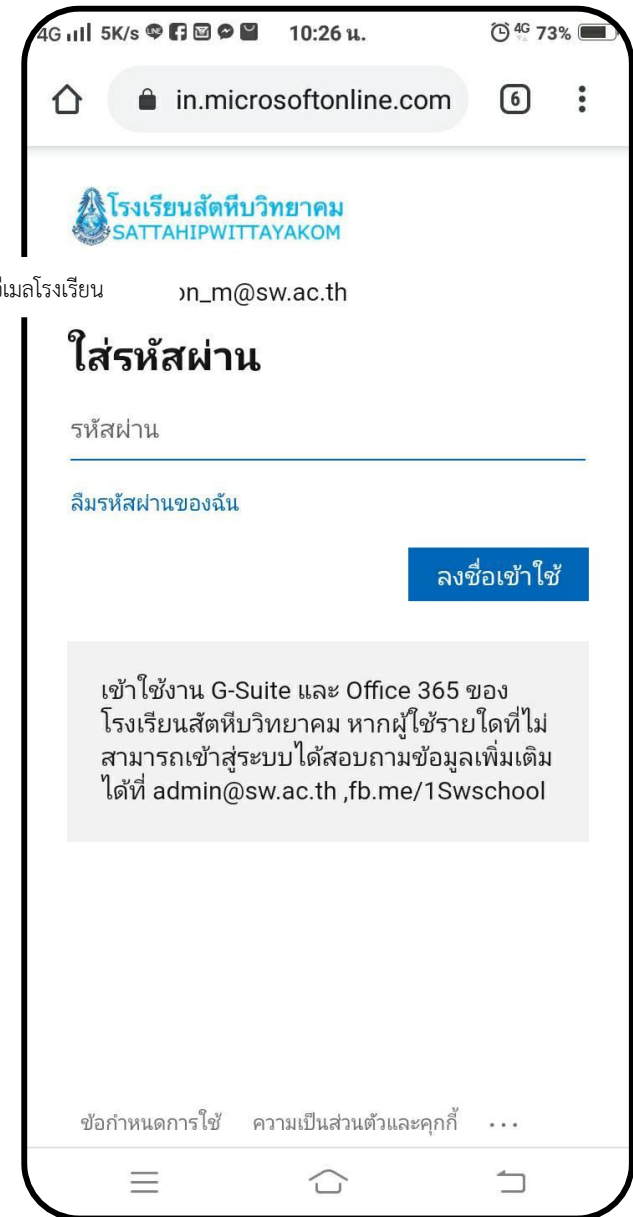 4G 5K/s 10:26 น. 4G 73%
in.microsoftonline.com 6
โรงเรียนสัตหีบวิทยาคม
SATTAHIPWITTAYAKOM
อีเมลโรงเรียน on_m@sw.ac.th
ใส่รหัสผ่าน
รหัสผ่าน
ลืมรหัสผ่านของฉัน
ลงชื่อเข้าใช้
เข้าใช้งาน G-Suite และ Office 365 ของ
โรงเรียนสัตหีบวิทยาคม หากผู้ใช้รายใดที่ไม่
สามารถเข้าสู่ระบบได้สอบถามข้อมูลเพิ่มเติม
ได้ที่ admin@sw.ac.th ,fb.me/1Swschool
ข้อกำหนดการใช้ ความเป็นส่วนตัวและคุกกี้ ...